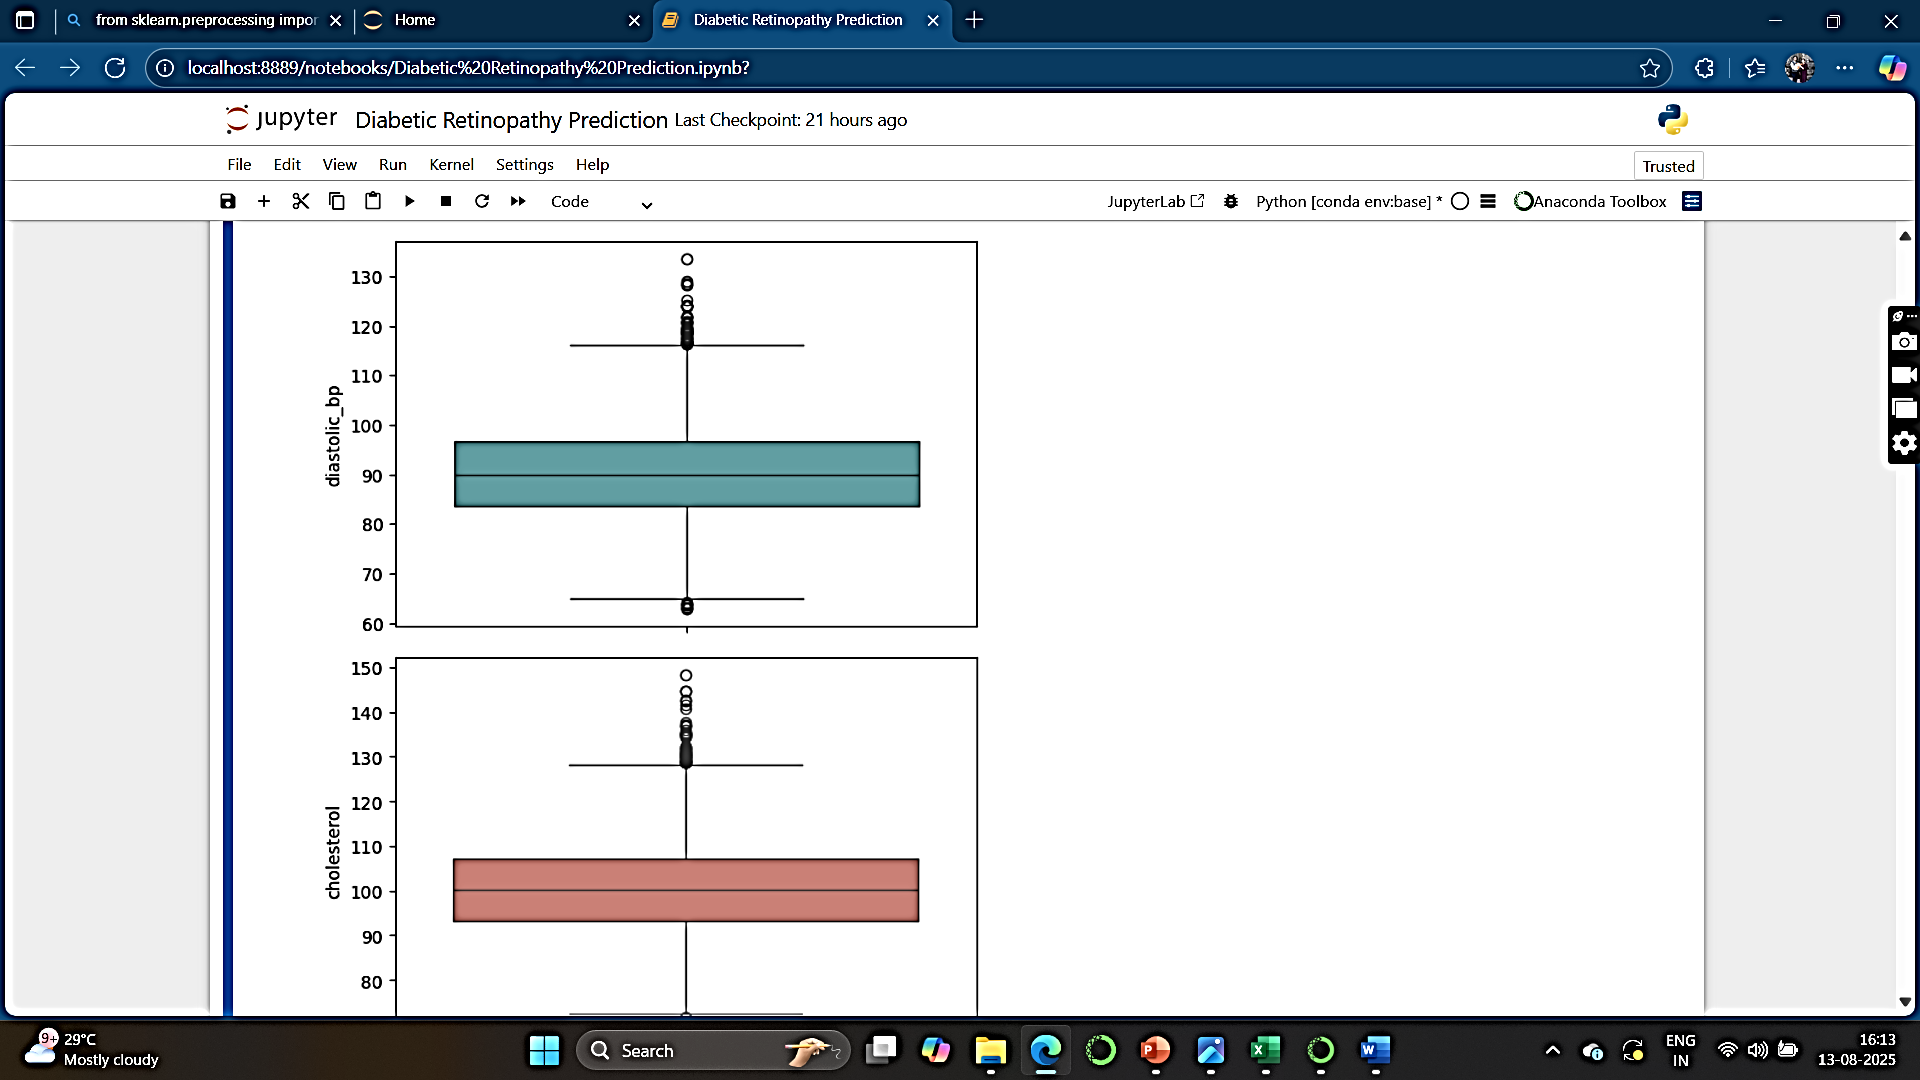 from sklearn.preprocessing impor
Home
Diabetic Retinopathy Prediction
localhost:8889/notebooks/Diabetic%20Retinopathy%20Prediction.ipynb?
jupyter Diabetic Retinopathy Prediction Last Checkpoint: 21 hours ago
File Edit View Run Kernel Settings Help
Trusted
Code
JupyterLab
Python [conda env:base] *
Anaconda Toolbox
130
120
110
100
90
80
70
60
diastolic_bp
150
140
130
120
110
100
90
80
cholesterol
9+
29°C
Mostly cloudy
Search
ENG
IN
16:13
13-08-2025